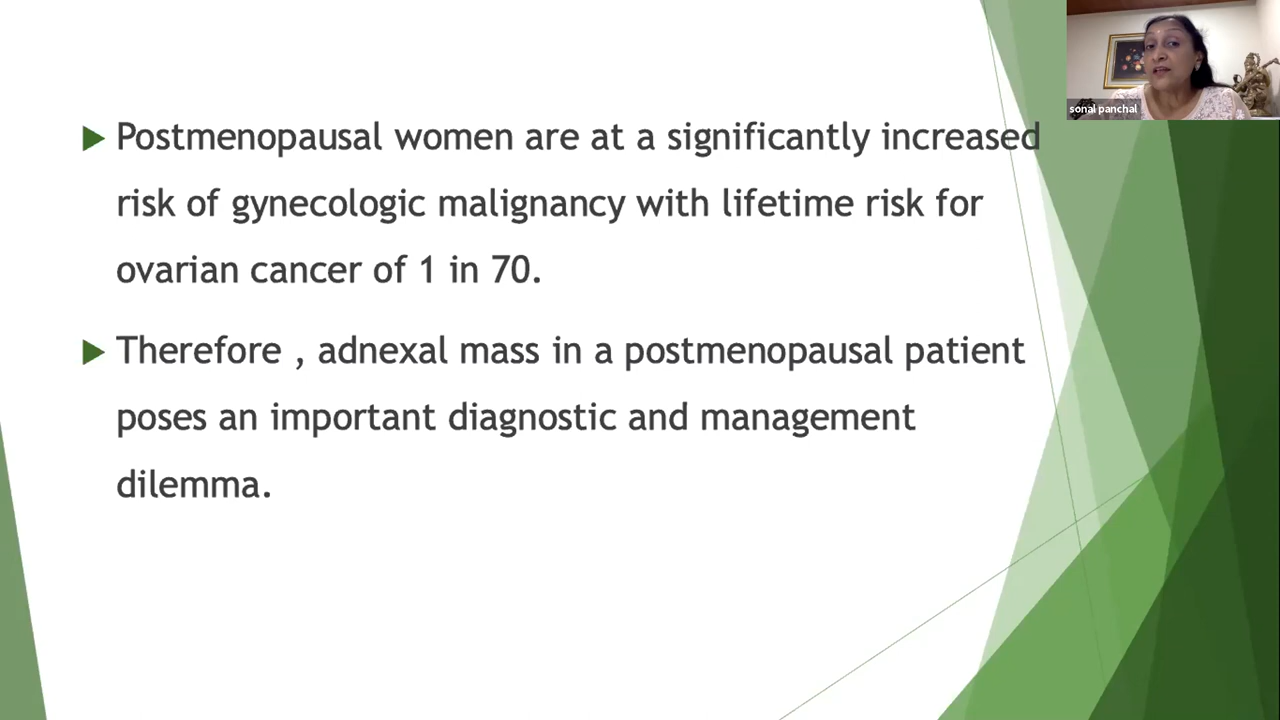 sonal panchal
Postmenopausal women are at a significantly increased
risk of gynecologic malignancy with lifetime risk for
ovarian cancer of 1 in 70.
Therefore , adnexal mass in a postmenopausal patient
poses an important diagnostic and management
dilemma.